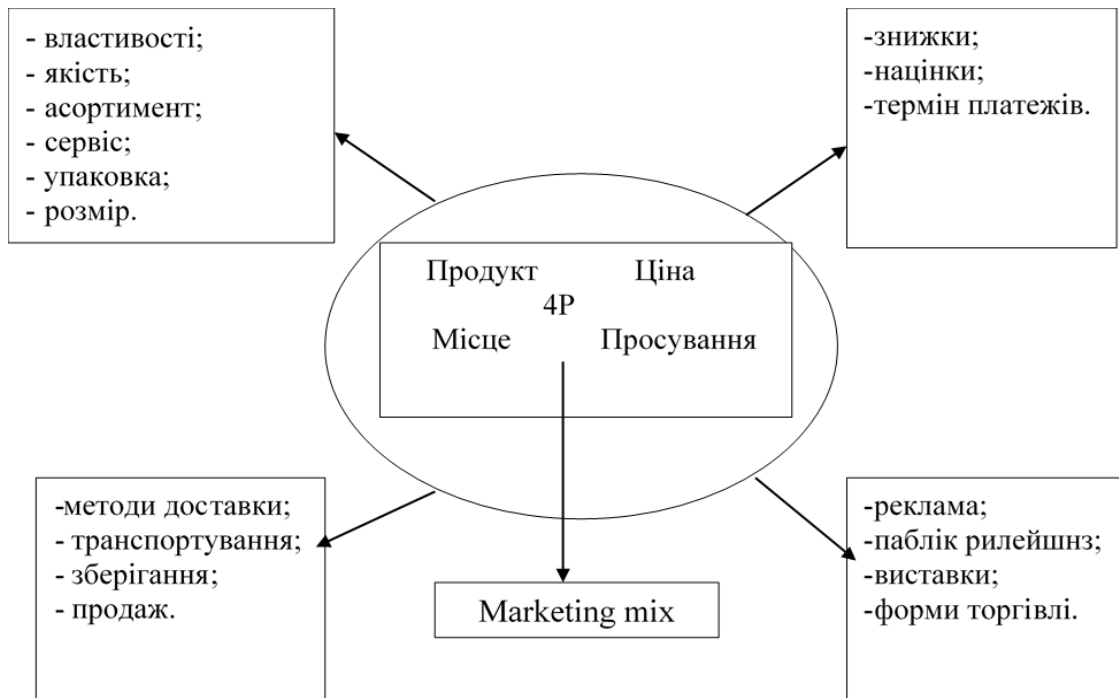 - властивості;
- якість;
- асортимент;
- сервіс;
- упаковка;
- розмір.
-знижки;
-націнки;
-термін платежів.
Продукт Ціна
4Р
Місце Просування
-методи доставки;
- транспортування;
- зберігання;
- продаж.
Marketing mix
-реклама;
-паблік рилейшнз;
-виставки;
-форми торгівлі.